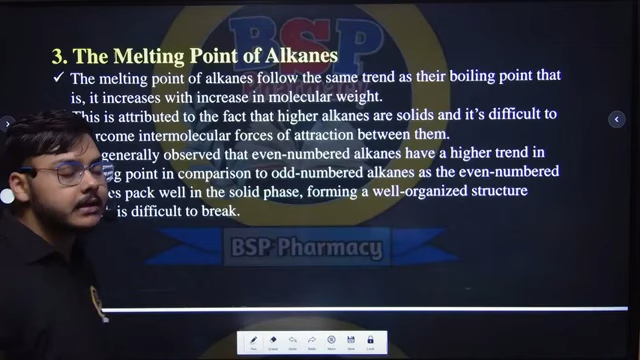 BSP
Pharmacy
3. The Melting Point of Alkanes
✓ The melting point of alkanes follow the same trend as their boiling point that
is, it increases with increase in molecular weight.
This is attributed to the fact that higher alkanes are solids and it's difficult to
come intermolecular forces of attraction between them.
generally observed that even-numbered alkanes have a higher trend in
point in comparison to odd-numbered alkanes as the even-numbered
pack well in the solid phase, forming a well-organized structure
is difficult to break.
BSP Pharmacy